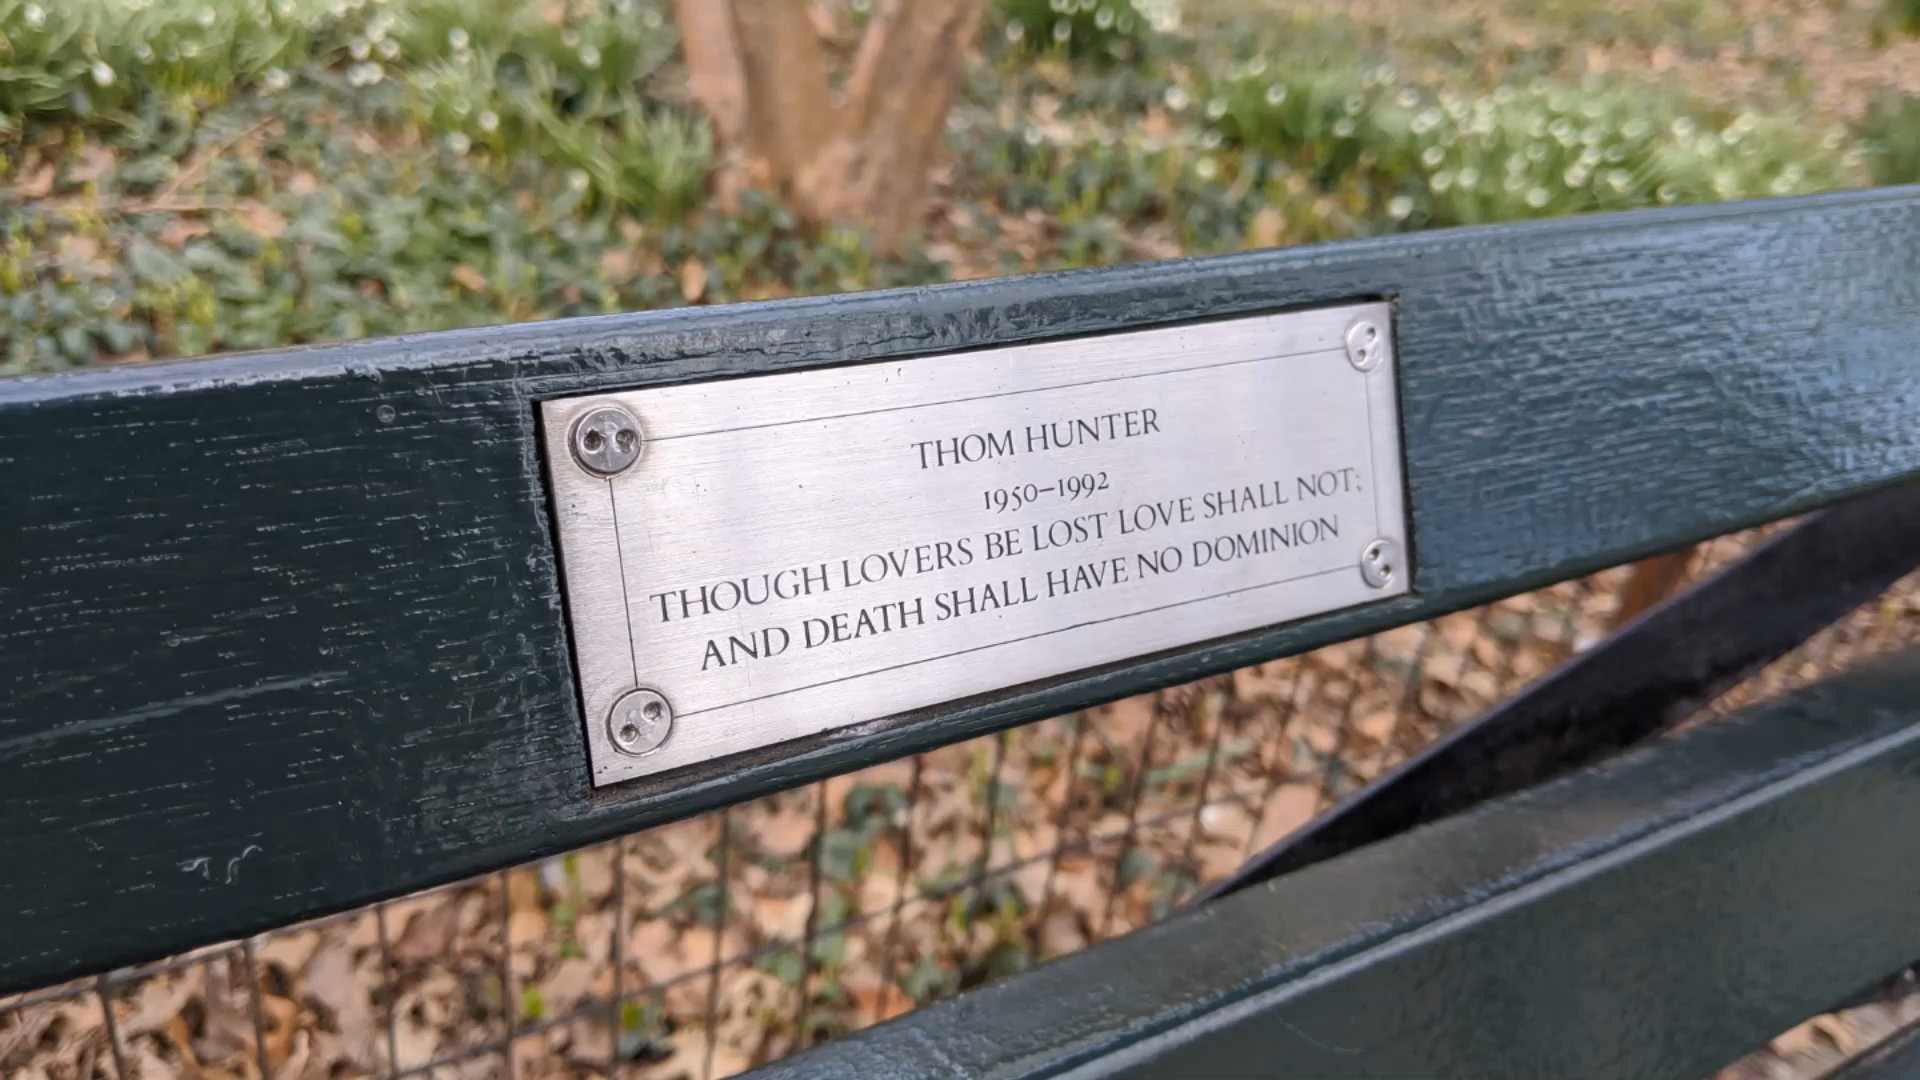 THOM HUNTER
1950–1992
THOUGH LOVERS BE LOST LOVE SHALL NOT;
AND DEATH SHALL HAVE NO DOMINION